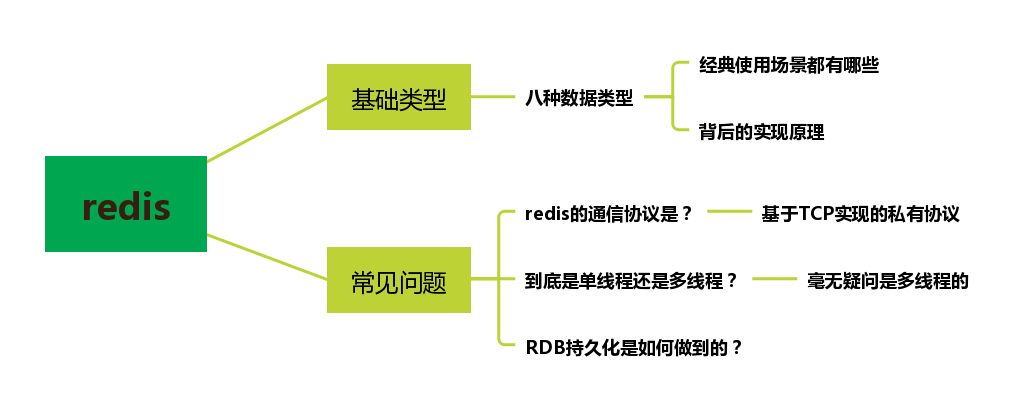 redis
基础类型
八种数据类型
经典使用场景都有哪些
背后的实现原理
常见问题
redis的通信协议是？
基于TCP实现的私有协议
到底是单线程还是多线程？
毫无疑问是多线程的
RDB持久化是如何做到的？